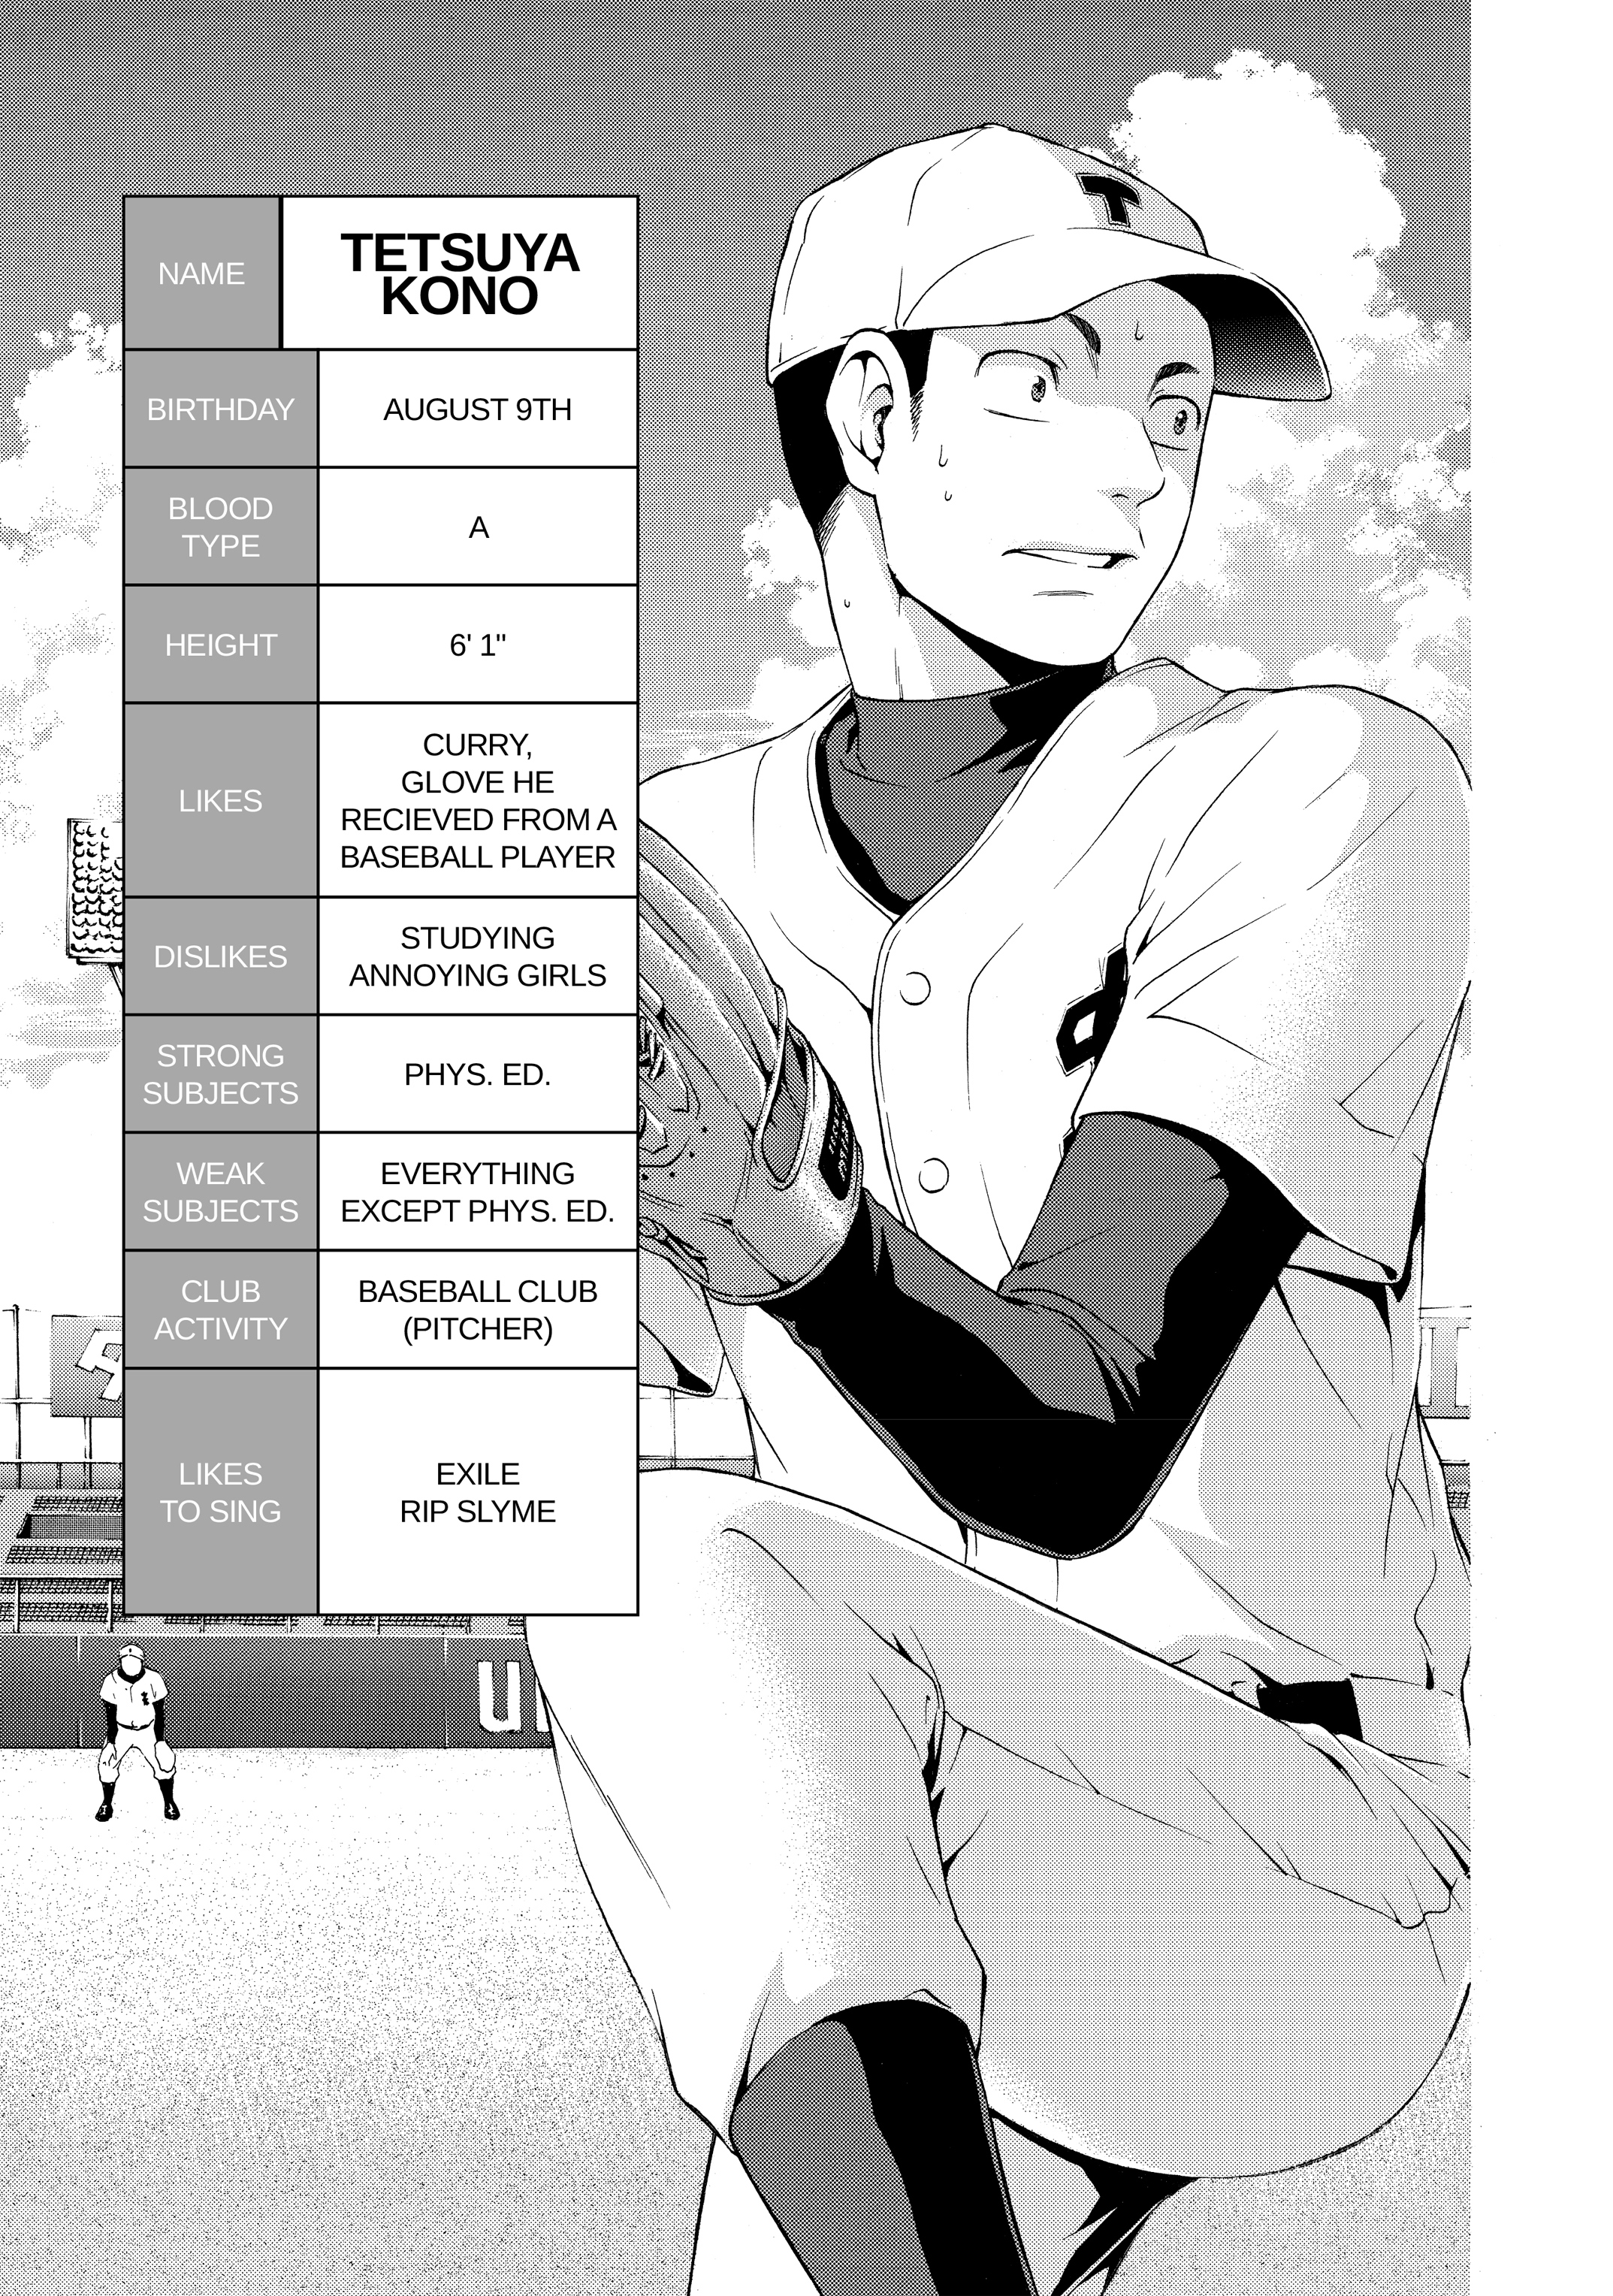 T
NAME
TETSUYA
KONO
BIRTHDAY
AUGUST 9TH
BLOOD
TYPE
A
HEIGHT
6' 1"
LIKES
CURRY,
GLOVE HE
RECIEVED FROM A
BASEBALL PLAYER
DISLIKES
STUDYING
ANNOYING GIRLS
STRONG
SUBJECTS
PHYS. ED.
WEAK
SUBJECTS
EVERYTHING
EXCEPT PHYS. ED.
CLUB
ACTIVITY
BASEBALL CLUB
(PITCHER)
LIKES
TO SING
EXILE
RIP SLYME